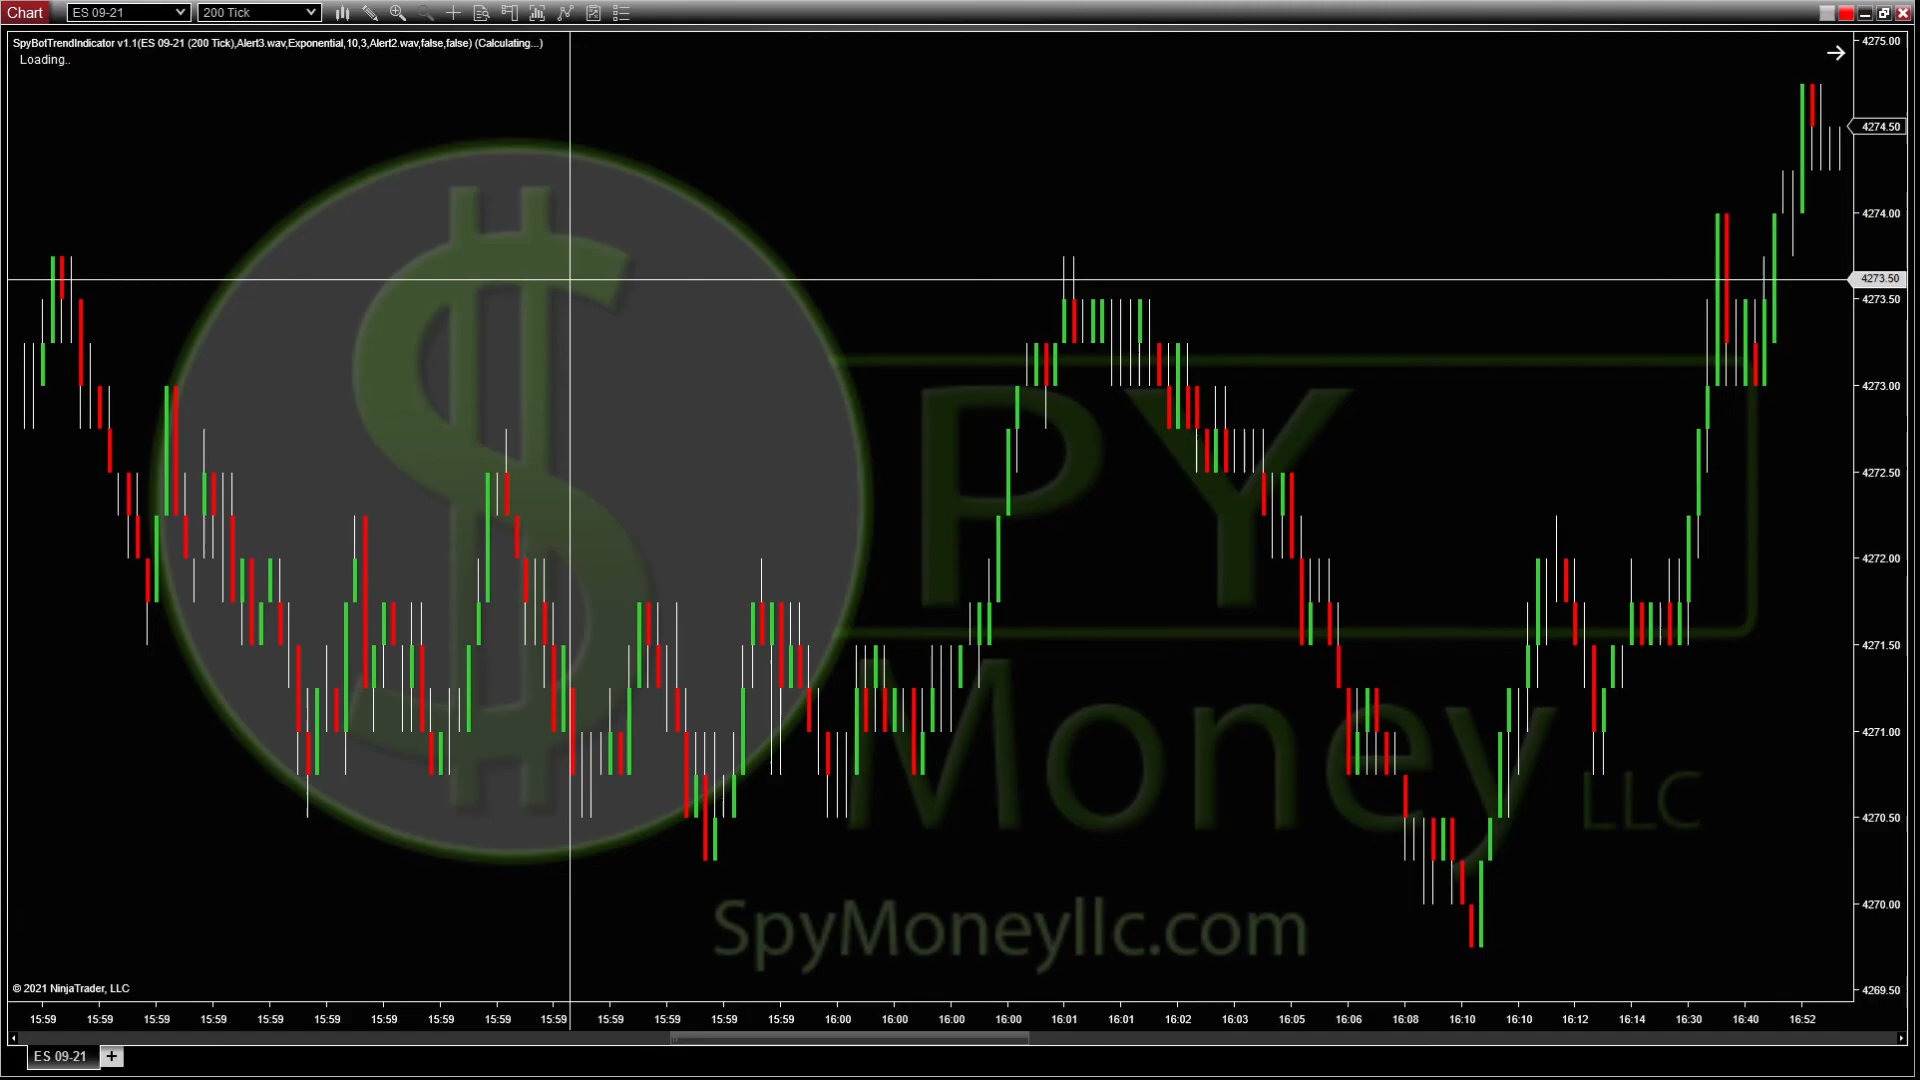 Chart ES 09-21 200 Tick
SpyBotTrendIndicator v1.1(ES 09-21 (200 Tick),Alert3.wav,Exponential,10,3,Alert2.wav,false,false) (Calculating...)
Loading..
4275.00
4274.50
4274.00
4273.50
4273.50
4273.00
4272.50
4272.00
4271.50
4271.00
4270.50
4270.00
4269.50
$ PY
Money LLC
SpyMoneyllc.com
© 2021 NinjaTrader, LLC
15:59 15:59 15:59 15:59 15:59 15:59 15:59 15:59 15:59 15:59 15:59 15:59 15:59 15:59 16:00 16:00 16:00 16:00 16:01 16:01 16:02 16:03 16:05 16:06 16:08 16:10 16:10 16:12 16:14 16:30 16:40 16:52
ES 09-21 +